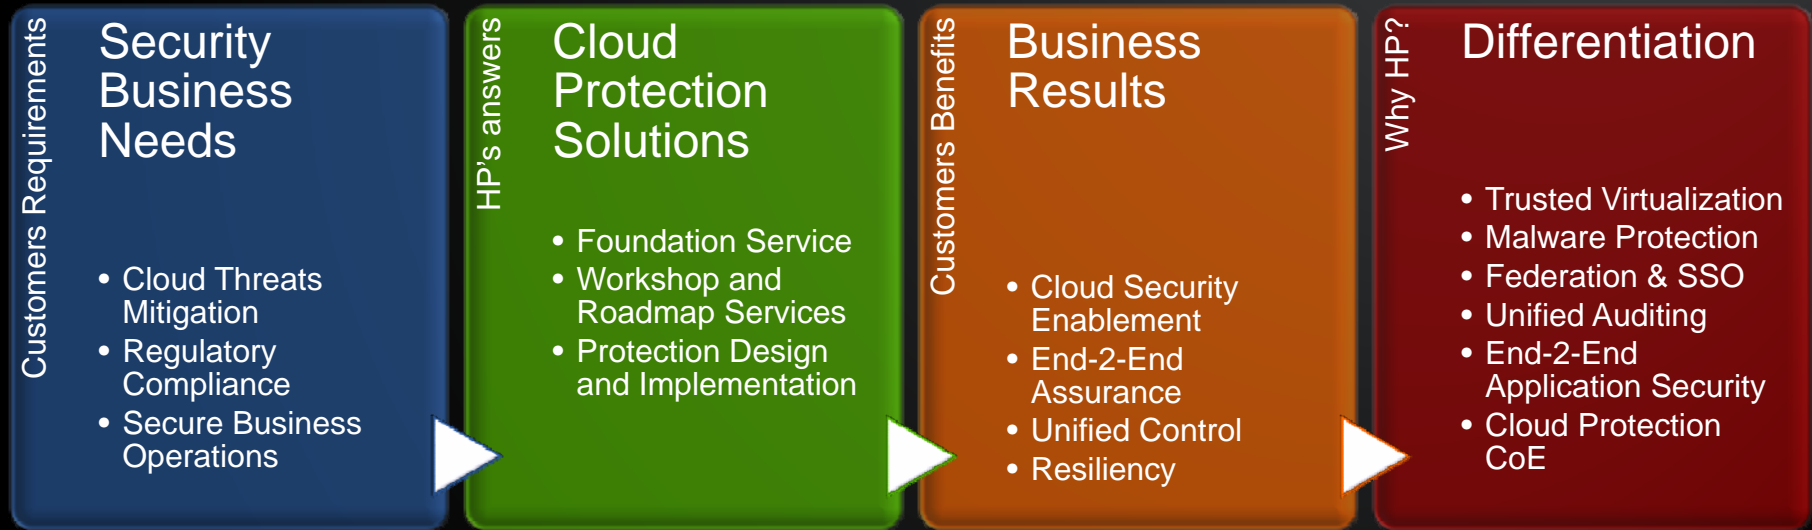 Customers Requirements
Security
Business
Needs
• Cloud Threats
Mitigation
• Regulatory
Compliance
• Secure Business
Operations
HP's answers
Cloud
Protection
Solutions
• Foundation Service
• Workshop and
Roadmap Services
• Protection Design
and Implementation
Customers Benefits
Business
Results
• Cloud Security
Enablement
• End-2-End
Assurance
• Unified Control
• Resiliency
Why HP?
Differentiation
• Trusted Virtualization
• Malware Protection
• Federation & SSO
• Unified Auditing
• End-2-End
Application Security
• Cloud Protection
CoE